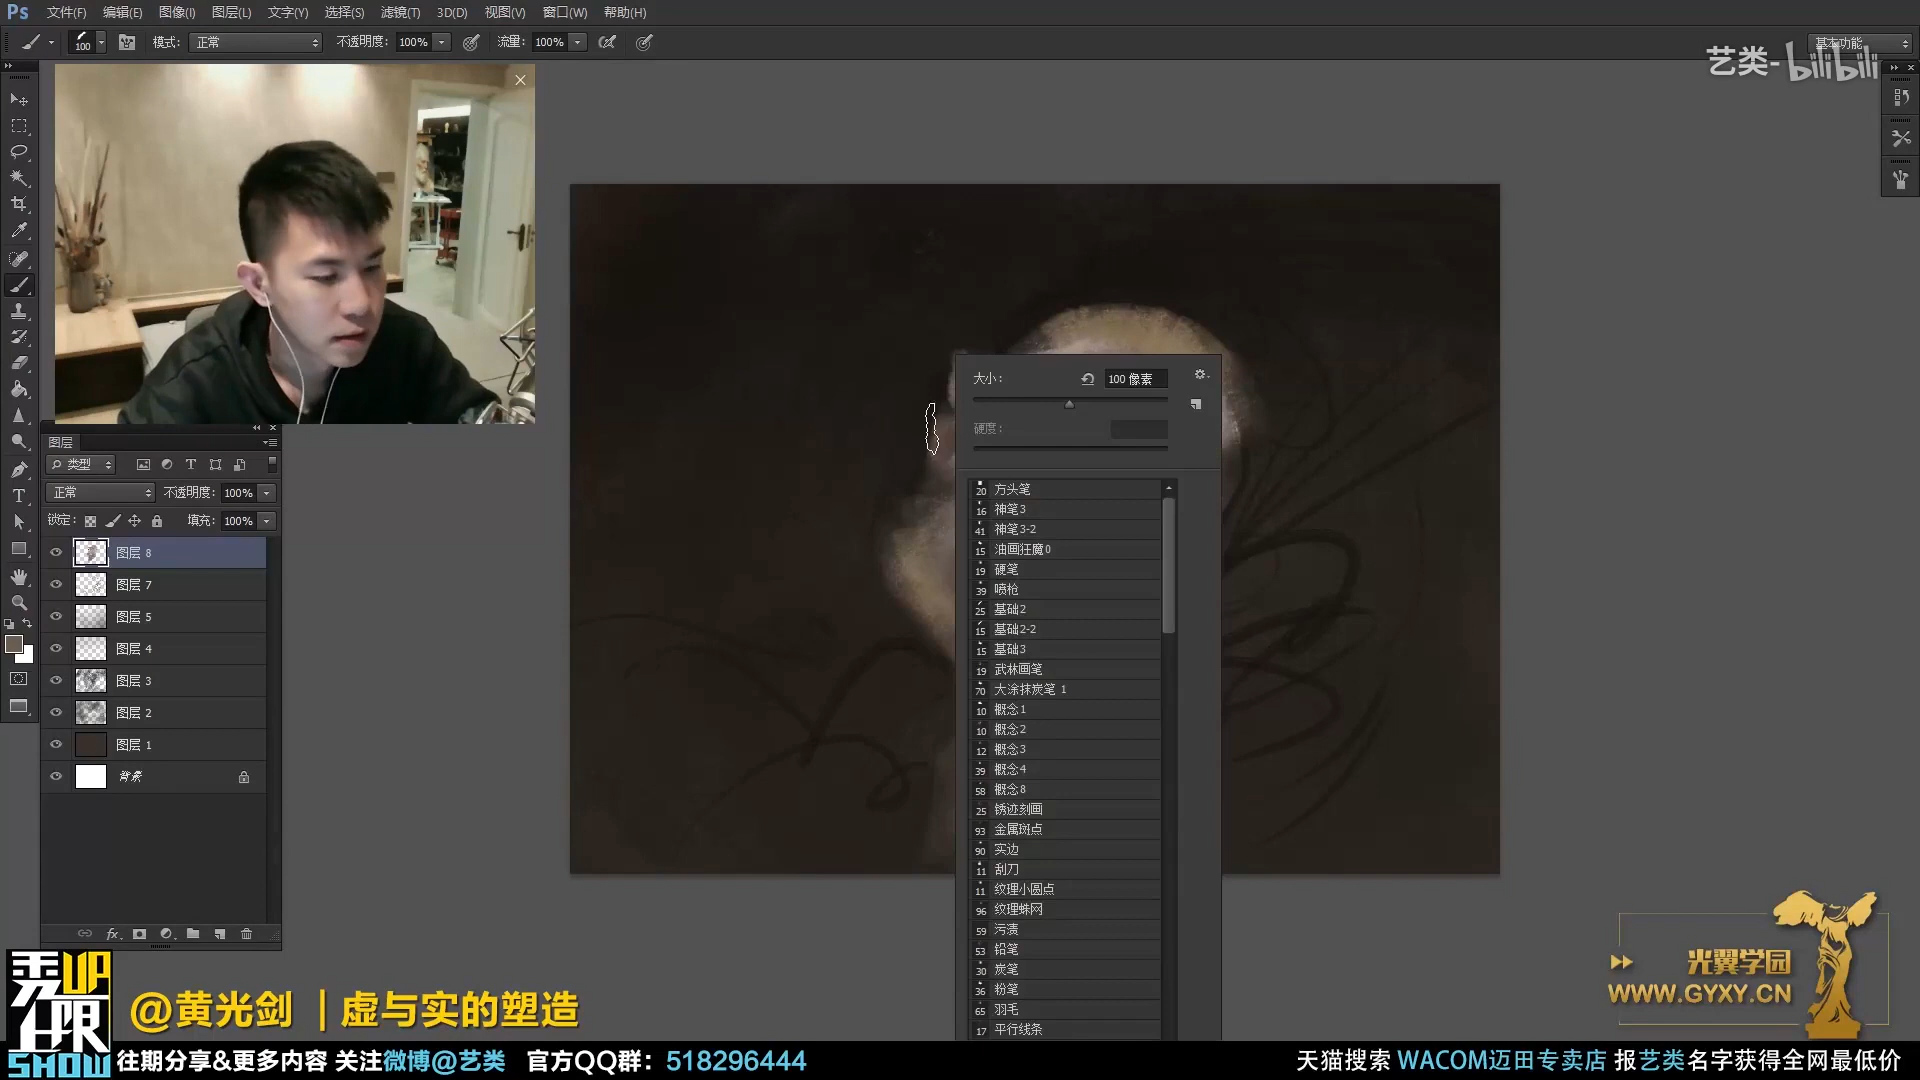 Ps 文件(F) 编辑(E) 图像(I) 图层(L) 文字(Y) 选择(S) 滤镜(T) 3D(D) 视图(V) 窗口(W) 帮助(H)
100 模式: 正常 不透明度: 100% 流量: 100% 基本功能
艺类-bilibili
大小: 100 像素
硬度:
20 方头笔
16 神笔3
41 神笔3-2
15 油画狂魔0
19 硬笔
39 喷枪
25 基础2
15 基础2-2
15 基础3
19 武林画笔
70 大涂抹炭笔 1
10 概念1
10 概念2
12 概念3
39 概念4
58 概念8
25 锈迹刻画
93 金属斑点
90 实边
11 刮刀
11 纹理小圆点
96 纹理蛛网
59 污渍
53 铅笔
30 炭笔
36 粉笔
65 羽毛
17 平行线条
图层
类型
正常 不透明度: 100%
锁定: 填充: 100%
图层 8
图层 7
图层 5
图层 4
图层 3
图层 2
图层 1
背景
fx
光翼学园
WWW.GYXY.CN
UP
SHOW
@黄光剑 | 虚与实的塑造
往期分享&更多内容 关注微博@艺类 官方QQ群: 518296444
天猫搜索 WACOM迈田专卖店 报艺类名字获得全网最低价